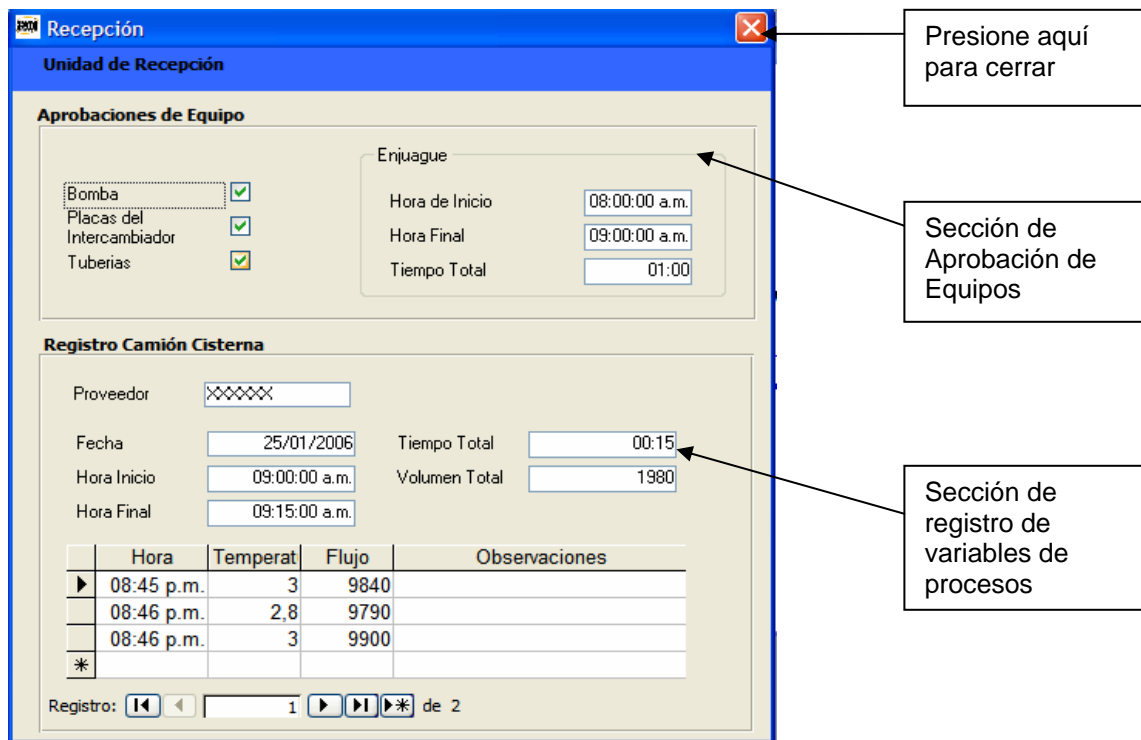 Recepción
Unidad de Recepción
Aprobaciones de Equipo
Bomba
Placas del
Intercambiador
Tuberias
Enjuague
Hora de Inicio 08:00:00 a.m.
Hora Final 09:00:00 a.m.
Tiempo Total 01:00
Registro Camión Cisterna
Proveedor XXXXXX
Fecha 25/01/2006 Tiempo Total 00:15
Hora Inicio 09:00:00 a.m. Volumen Total 1980
Hora Final 09:15:00 a.m.
Hora Temperat Flujo Observaciones
08:45 p.m. 3 9840
08:46 p.m. 2,8 9790
08:46 p.m. 3 9900
Registro: 1 de 2
Presione aquí
para cerrar
Sección de
Aprobación de
Equipos
Sección de
registro de
variables de
procesos